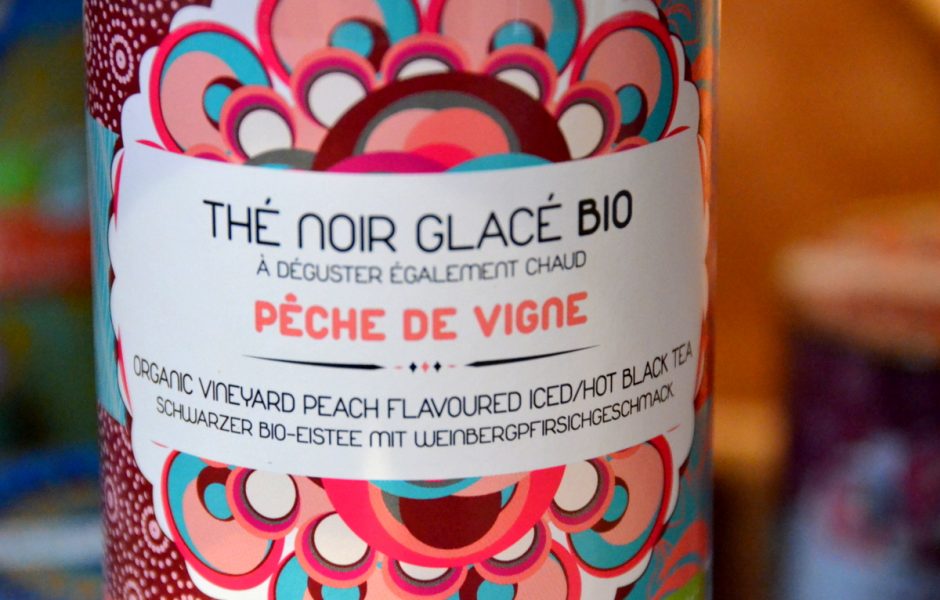 THÉ NOIR GLACÉ BIO
À DÉGUSTER ÉGALEMENT CHAUD
PÊCHE DE VIGNE
ORGANIC VINEYARD PEACH FLAVOURED ICED/HOT BLACK TEA
SCHWARZER BIO-EISTEE MIT WEINBERGPFIRSICHGESCHMACK